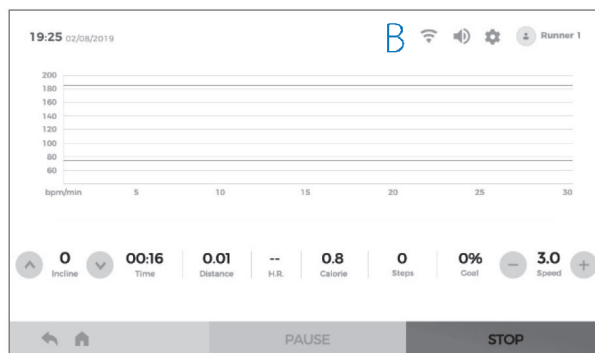 19:25 02/08/2019
B
Runner 1
200
180
160
140
120
100
80
60
bpm/min 5 10 15 20 25 30
0 00:16 0.01 -- 0.8 0 0% 3.0
Incline Time Distance H.R. Calorie Steps Goal Speed
PAUSE STOP